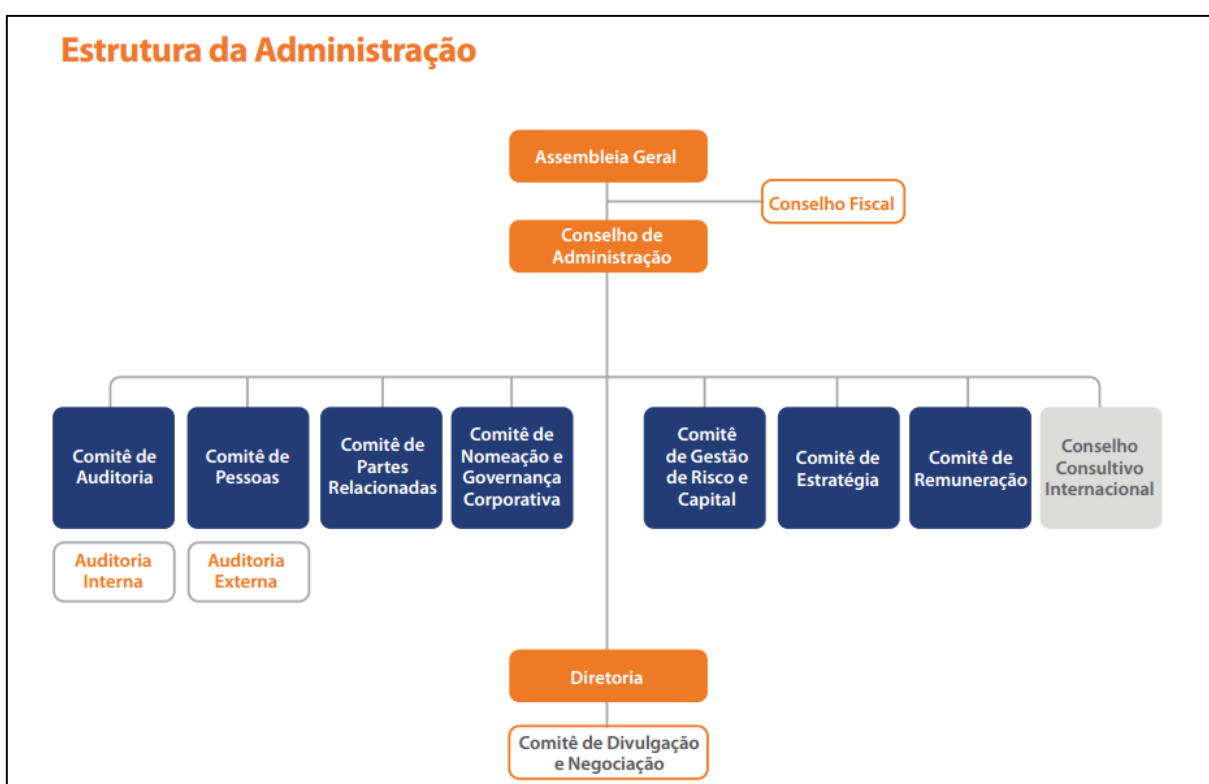 Estrutura da Administração
Assembleia Geral
Conselho Fiscal
Conselho de
Administração
Comitê de
Auditoria
Comitê de
Pessoas
Comitê de
Partes
Relacionadas
Comitê de
Nomeação e
Governança
Corporativa
Comitê
de Gestão
de Risco e
Capital
Comitê de
Estratégia
Comitê de
Remuneração
Conselho
Consultivo
Internacional
Auditoria
Interna
Auditoria
Externa
Diretoria
Comitê de Divulgação
e Negociação